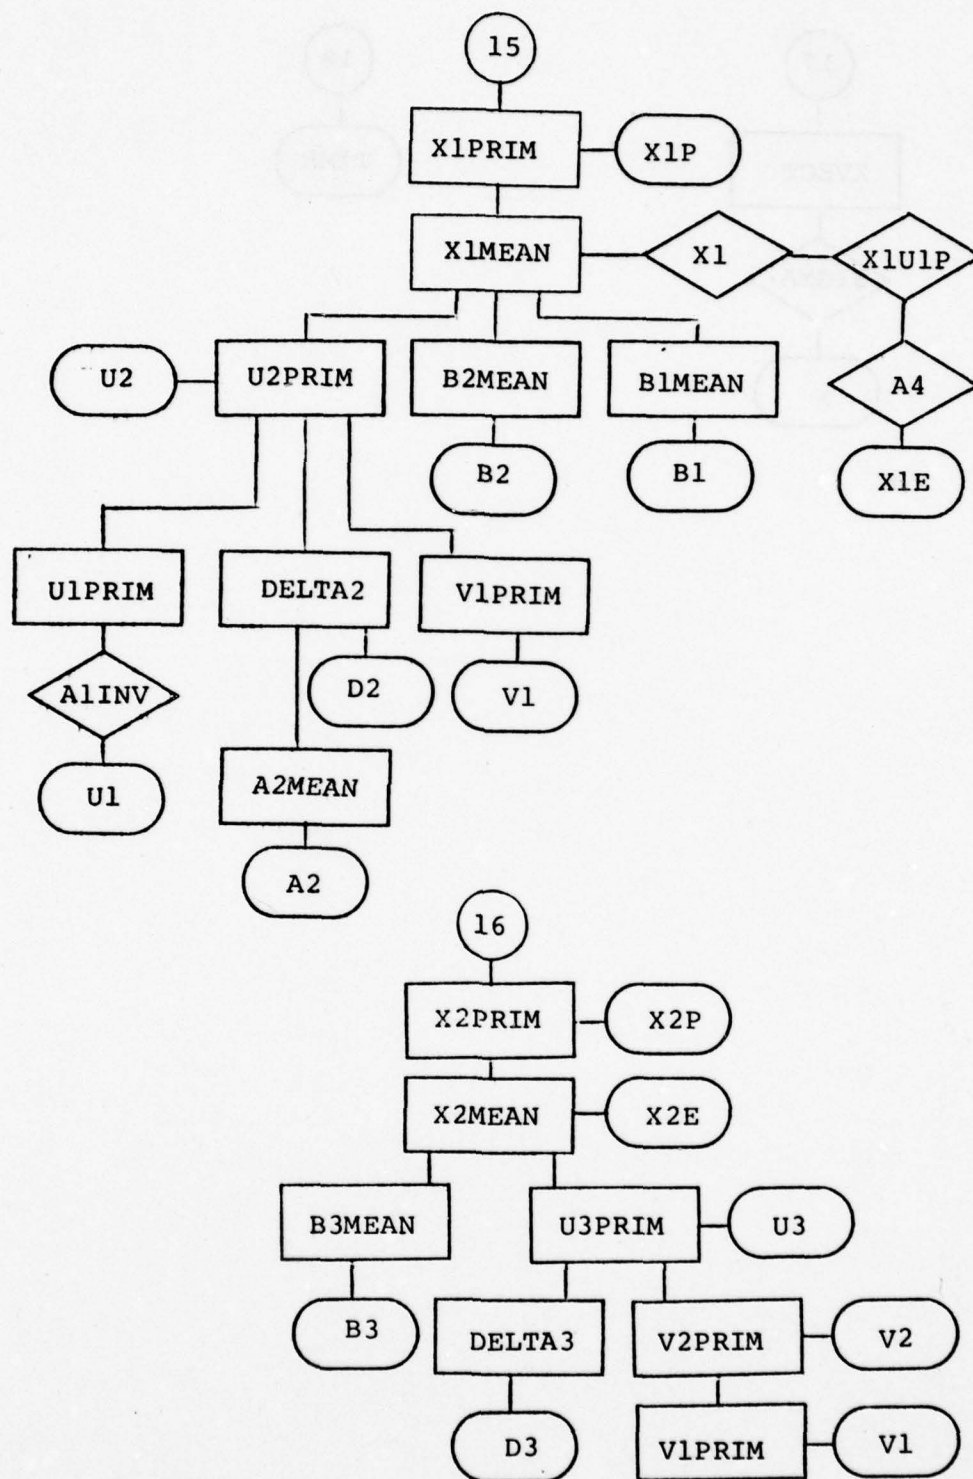 15
X1PRIM
X1P
X1MEAN
X1
X1U1P
U2
U2PRIM
B2MEAN
B1MEAN
A4
B2
B1
X1E
U1PRIM
DELTA2
V1PRIM
A1INV
D2
V1
U1
A2MEAN
A2
16
X2PRIM
X2P
X2MEAN
X2E
B3MEAN
U3PRIM
U3
B3
DELTA3
V2PRIM
V2
D3
V1PRIM
V1